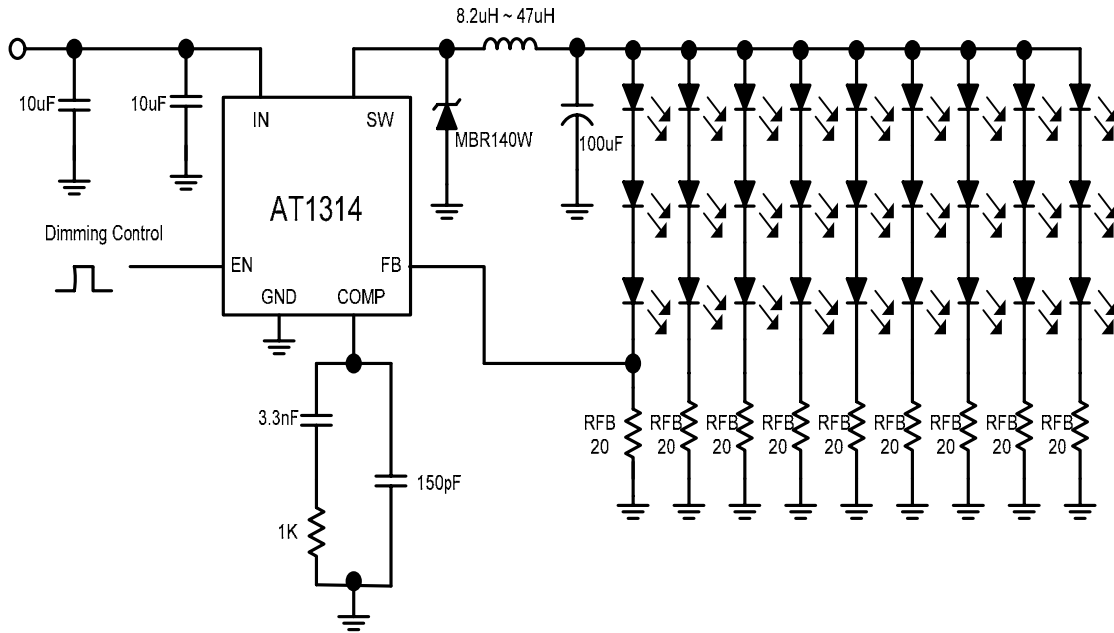 8.2uH ~ 47uH
10uF
10uF
IN
SW
MBR140W
100uF
AT1314
Dimming Control
EN
FB
GND
COMP
3.3nF
150pF
1K
RFB
20
RFB
20
RFB
20
RFB
20
RFB
20
RFB
20
RFB
20
RFB
20
RFB
20